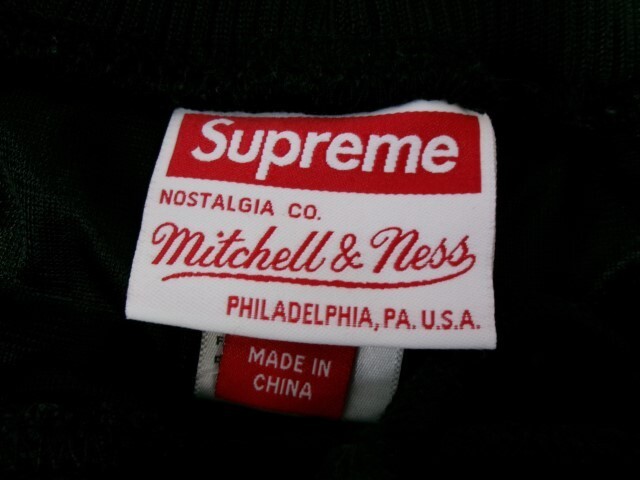 Supreme
NOSTALGIA CO.
Mitchell & Ness
PHILADELPHIA, PA. U.S.A.
MADE IN
CHINA